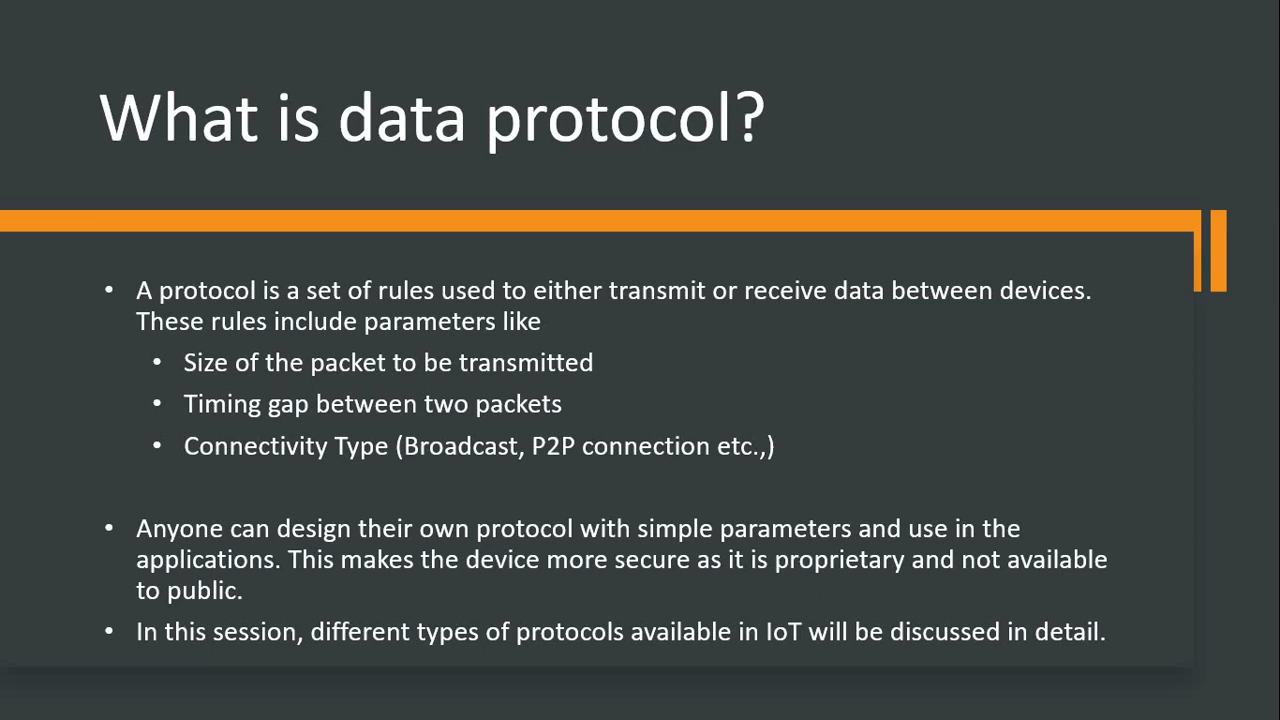 What is data protocol?
• A protocol is a set of rules used to either transmit or receive data between devices.
These rules include parameters like
• Size of the packet to be transmitted
• Timing gap between two packets
• Connectivity Type (Broadcast, P2P connection etc.,)
• Anyone can design their own protocol with simple parameters and use in the
applications. This makes the device more secure as it is proprietary and not available
to public.
• In this session, different types of protocols available in IoT will be discussed in detail.